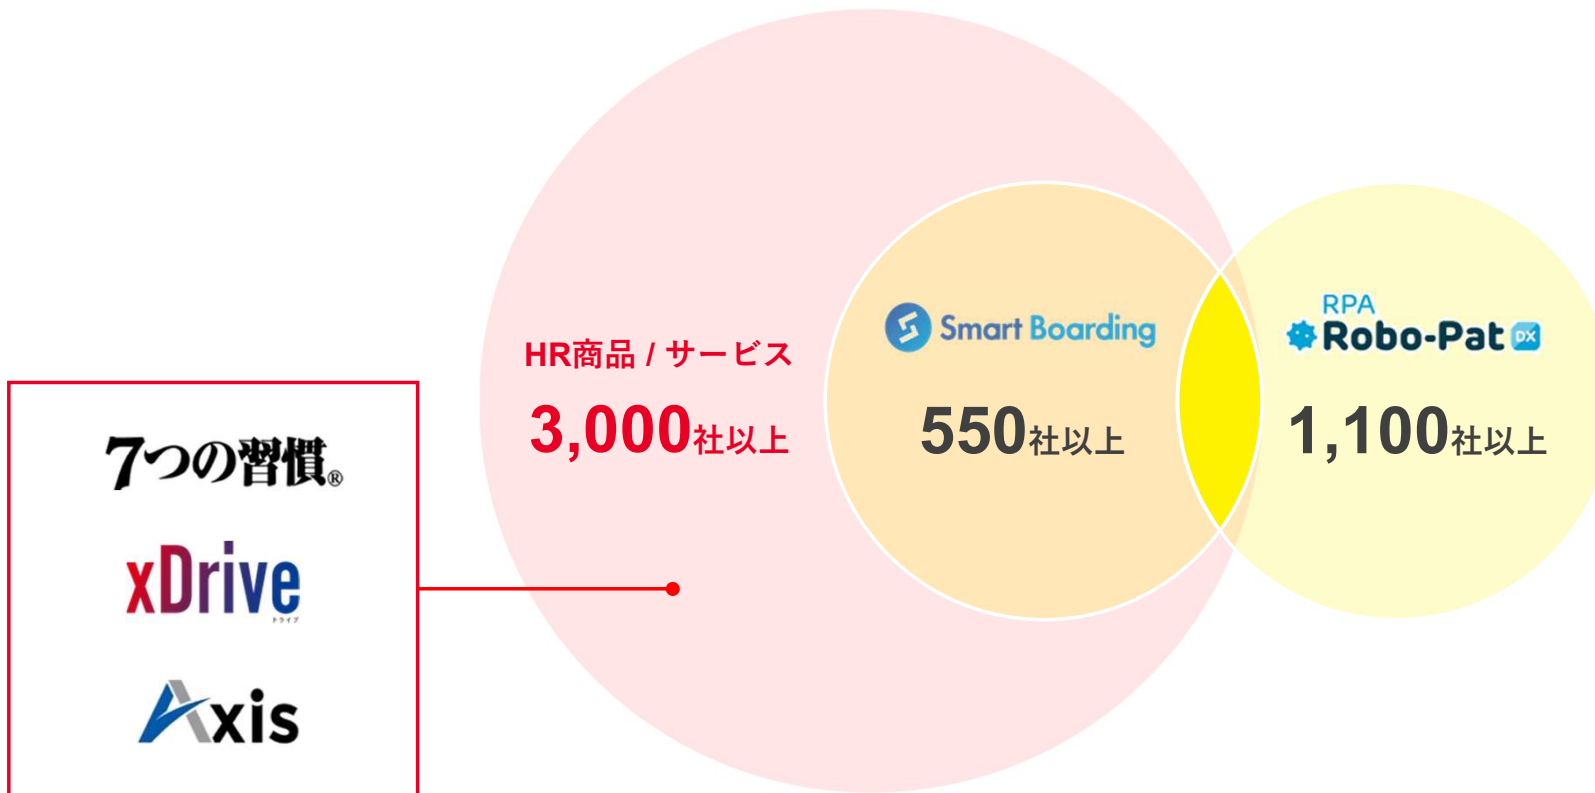 HR商品 / サービス
3,000社以上
Smart Boarding
550社以上
RPA
Robo-Pat DX
1,100社以上
7つの習慣®
xDrive
ドライブ
Axis